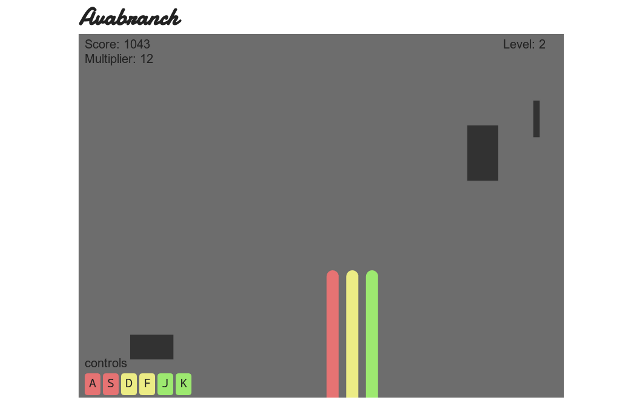 Avabranch
Score: 1043
Level: 2
Multiplier: 12
controls
A S D F J K